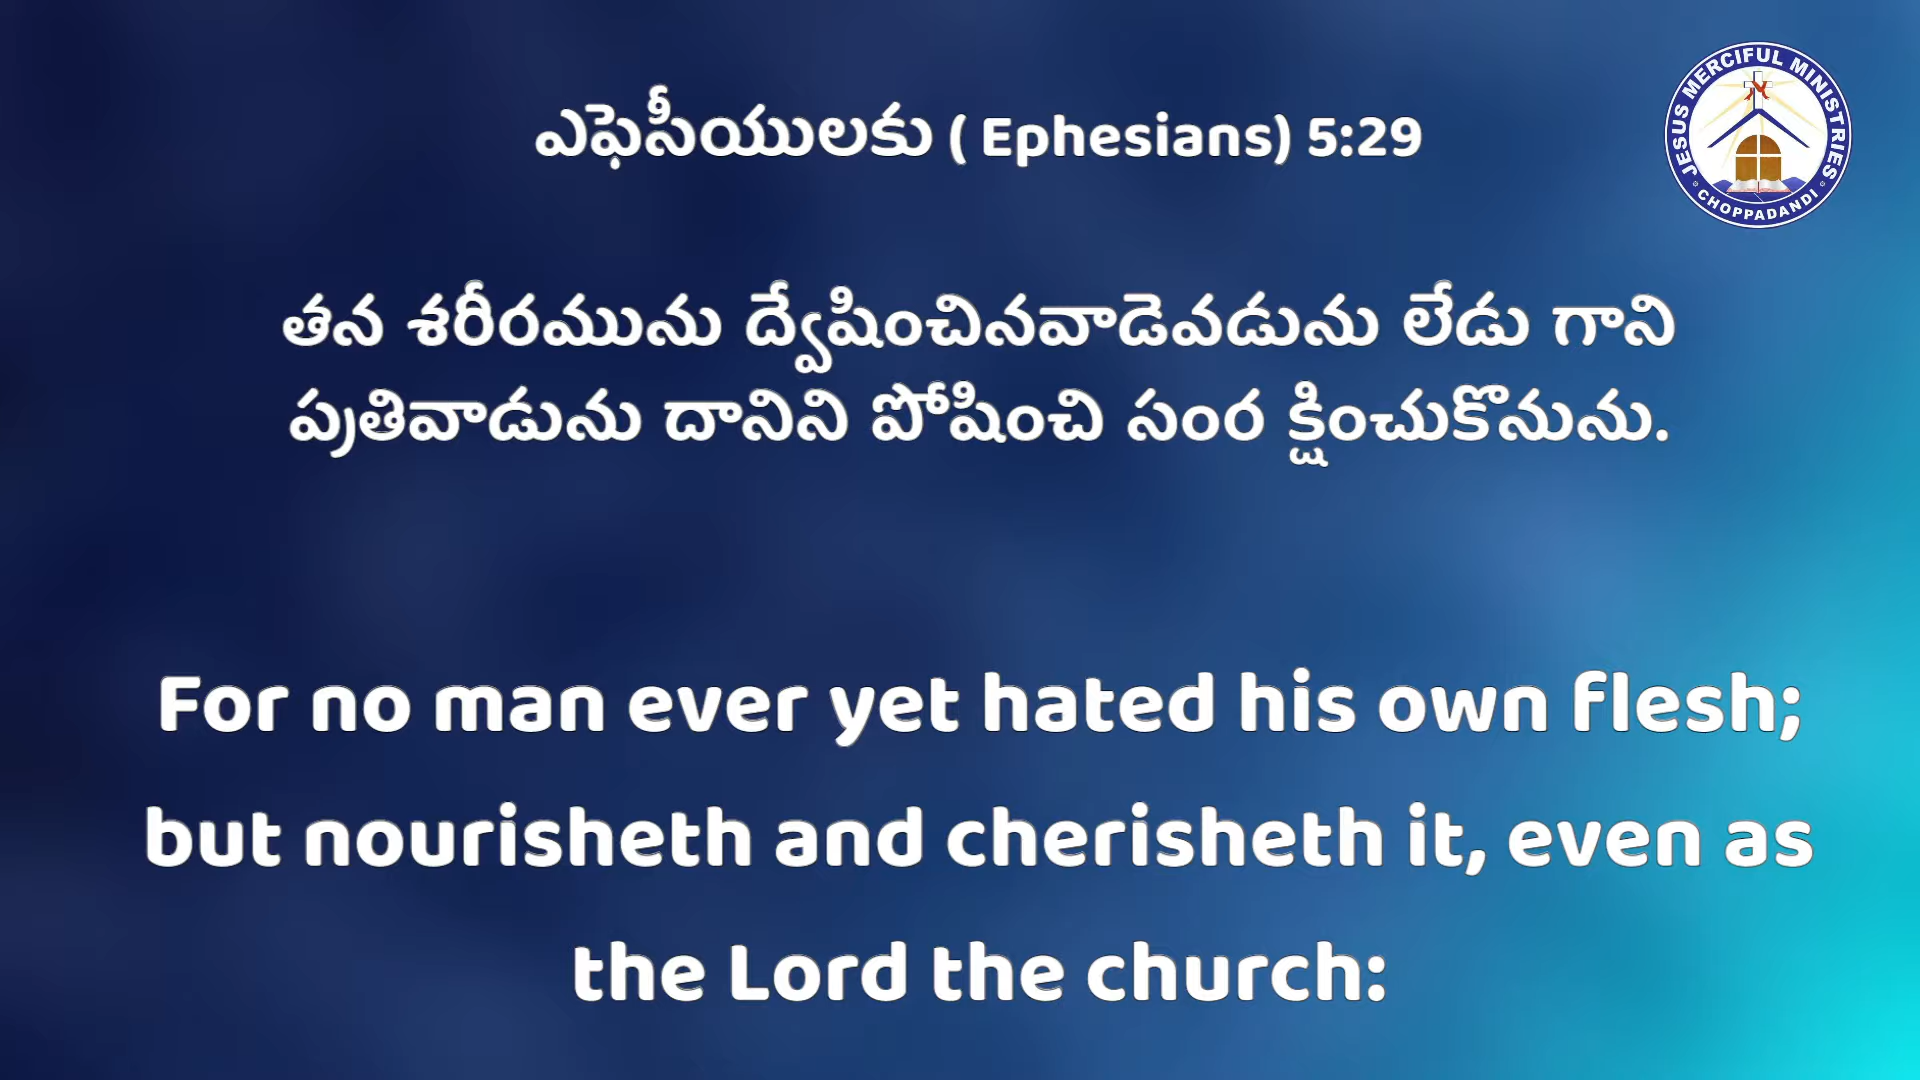 ఎఫెసీయులకు ( Ephesians) 5:29
JESUS MERCIFUL MINISTRIES
CHOPPADANDI
తన శరీరమును ద్వేషించినవాడెవడును లేడు గాని
ప్రతివాడును దానిని పోషించి సంర క్షించుకొనును.
For no man ever yet hated his own flesh;
but nourisheth and cherisheth it, even as
the Lord the church: